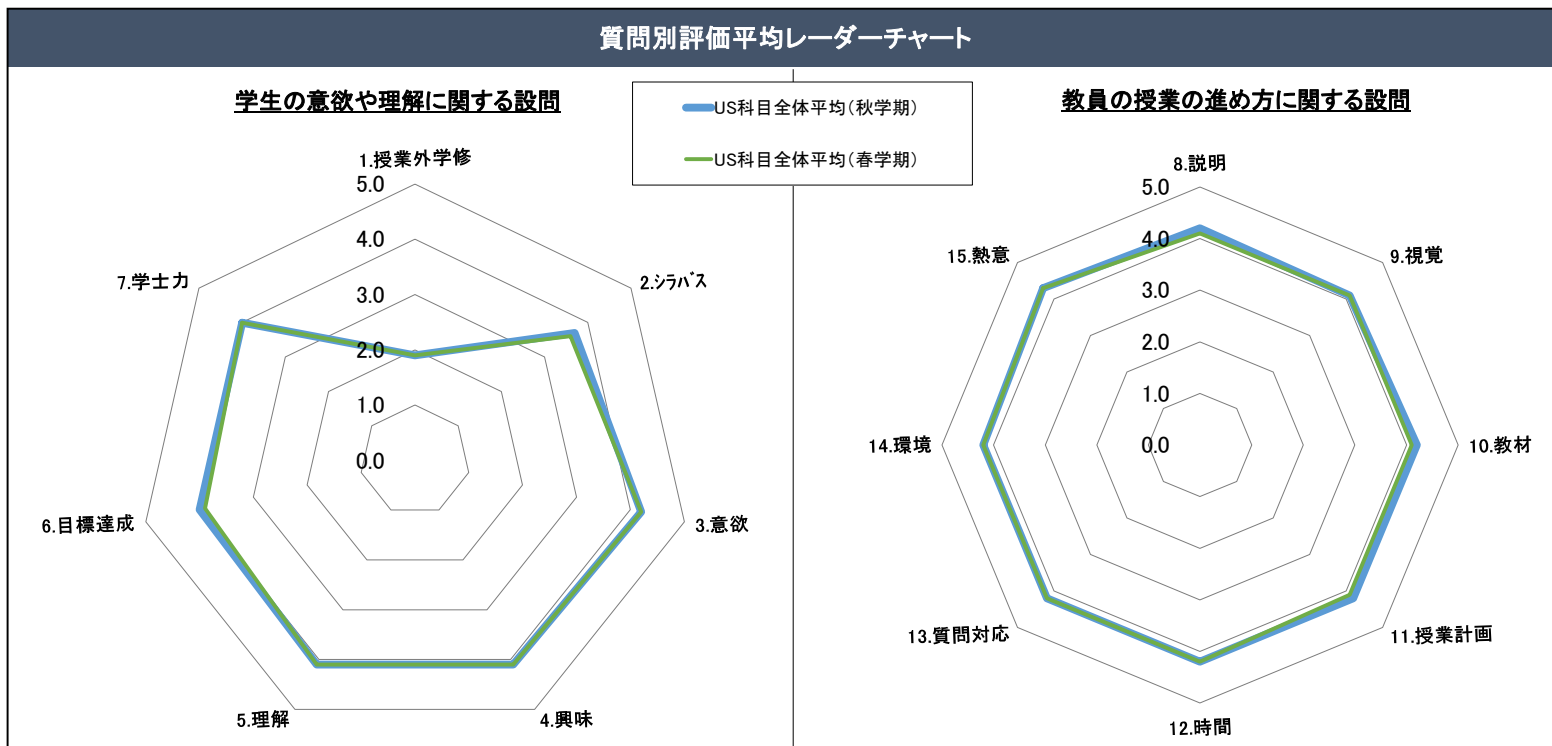 質問別評価平均レーダーチャート
学生の意欲や理解に関する設問
US科目全体平均（秋学期）
US科目全体平均（春学期）
教員の授業の進め方に関する設問
1.授業外学修
5.0
4.0
3.0
2.0
1.0
0.0
2.ｼﾗﾊﾞｽ
3.意欲
4.興味
5.理解
6.目標達成
7.学士力
8.説明
5.0
4.0
3.0
2.0
1.0
0.0
9.視覚
10.教材
11.授業計画
12.時間
13.質問対応
14.環境
15.熱意